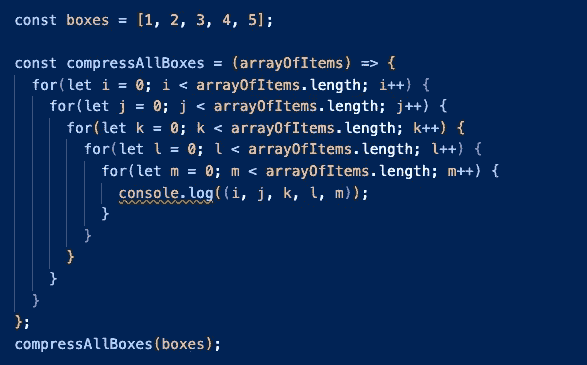 const boxes = [1, 2, 3, 4, 5];

const compressAllBoxes = (arrayOfItems) => {
  for(let i = 0; i < arrayOfItems.length; i++) {
    for(let j = 0; j < arrayOfItems.length; j++) {
      for(let k = 0; k < arrayOfItems.length; k++) {
        for(let l = 0; l < arrayOfItems.length; l++) {
          for(let m = 0; m < arrayOfItems.length; m++) {
            console.log((i, j, k, l, m));
          }
        }
      }
    }
  }
};
compressAllBoxes(boxes);